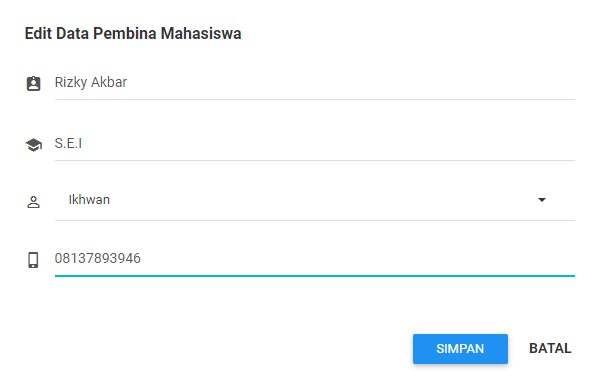 Edit Data Pembina Mahasiswa
Rizky Akbar
S.E.I
Ikhwan
08137893946
SIMPAN BATAL